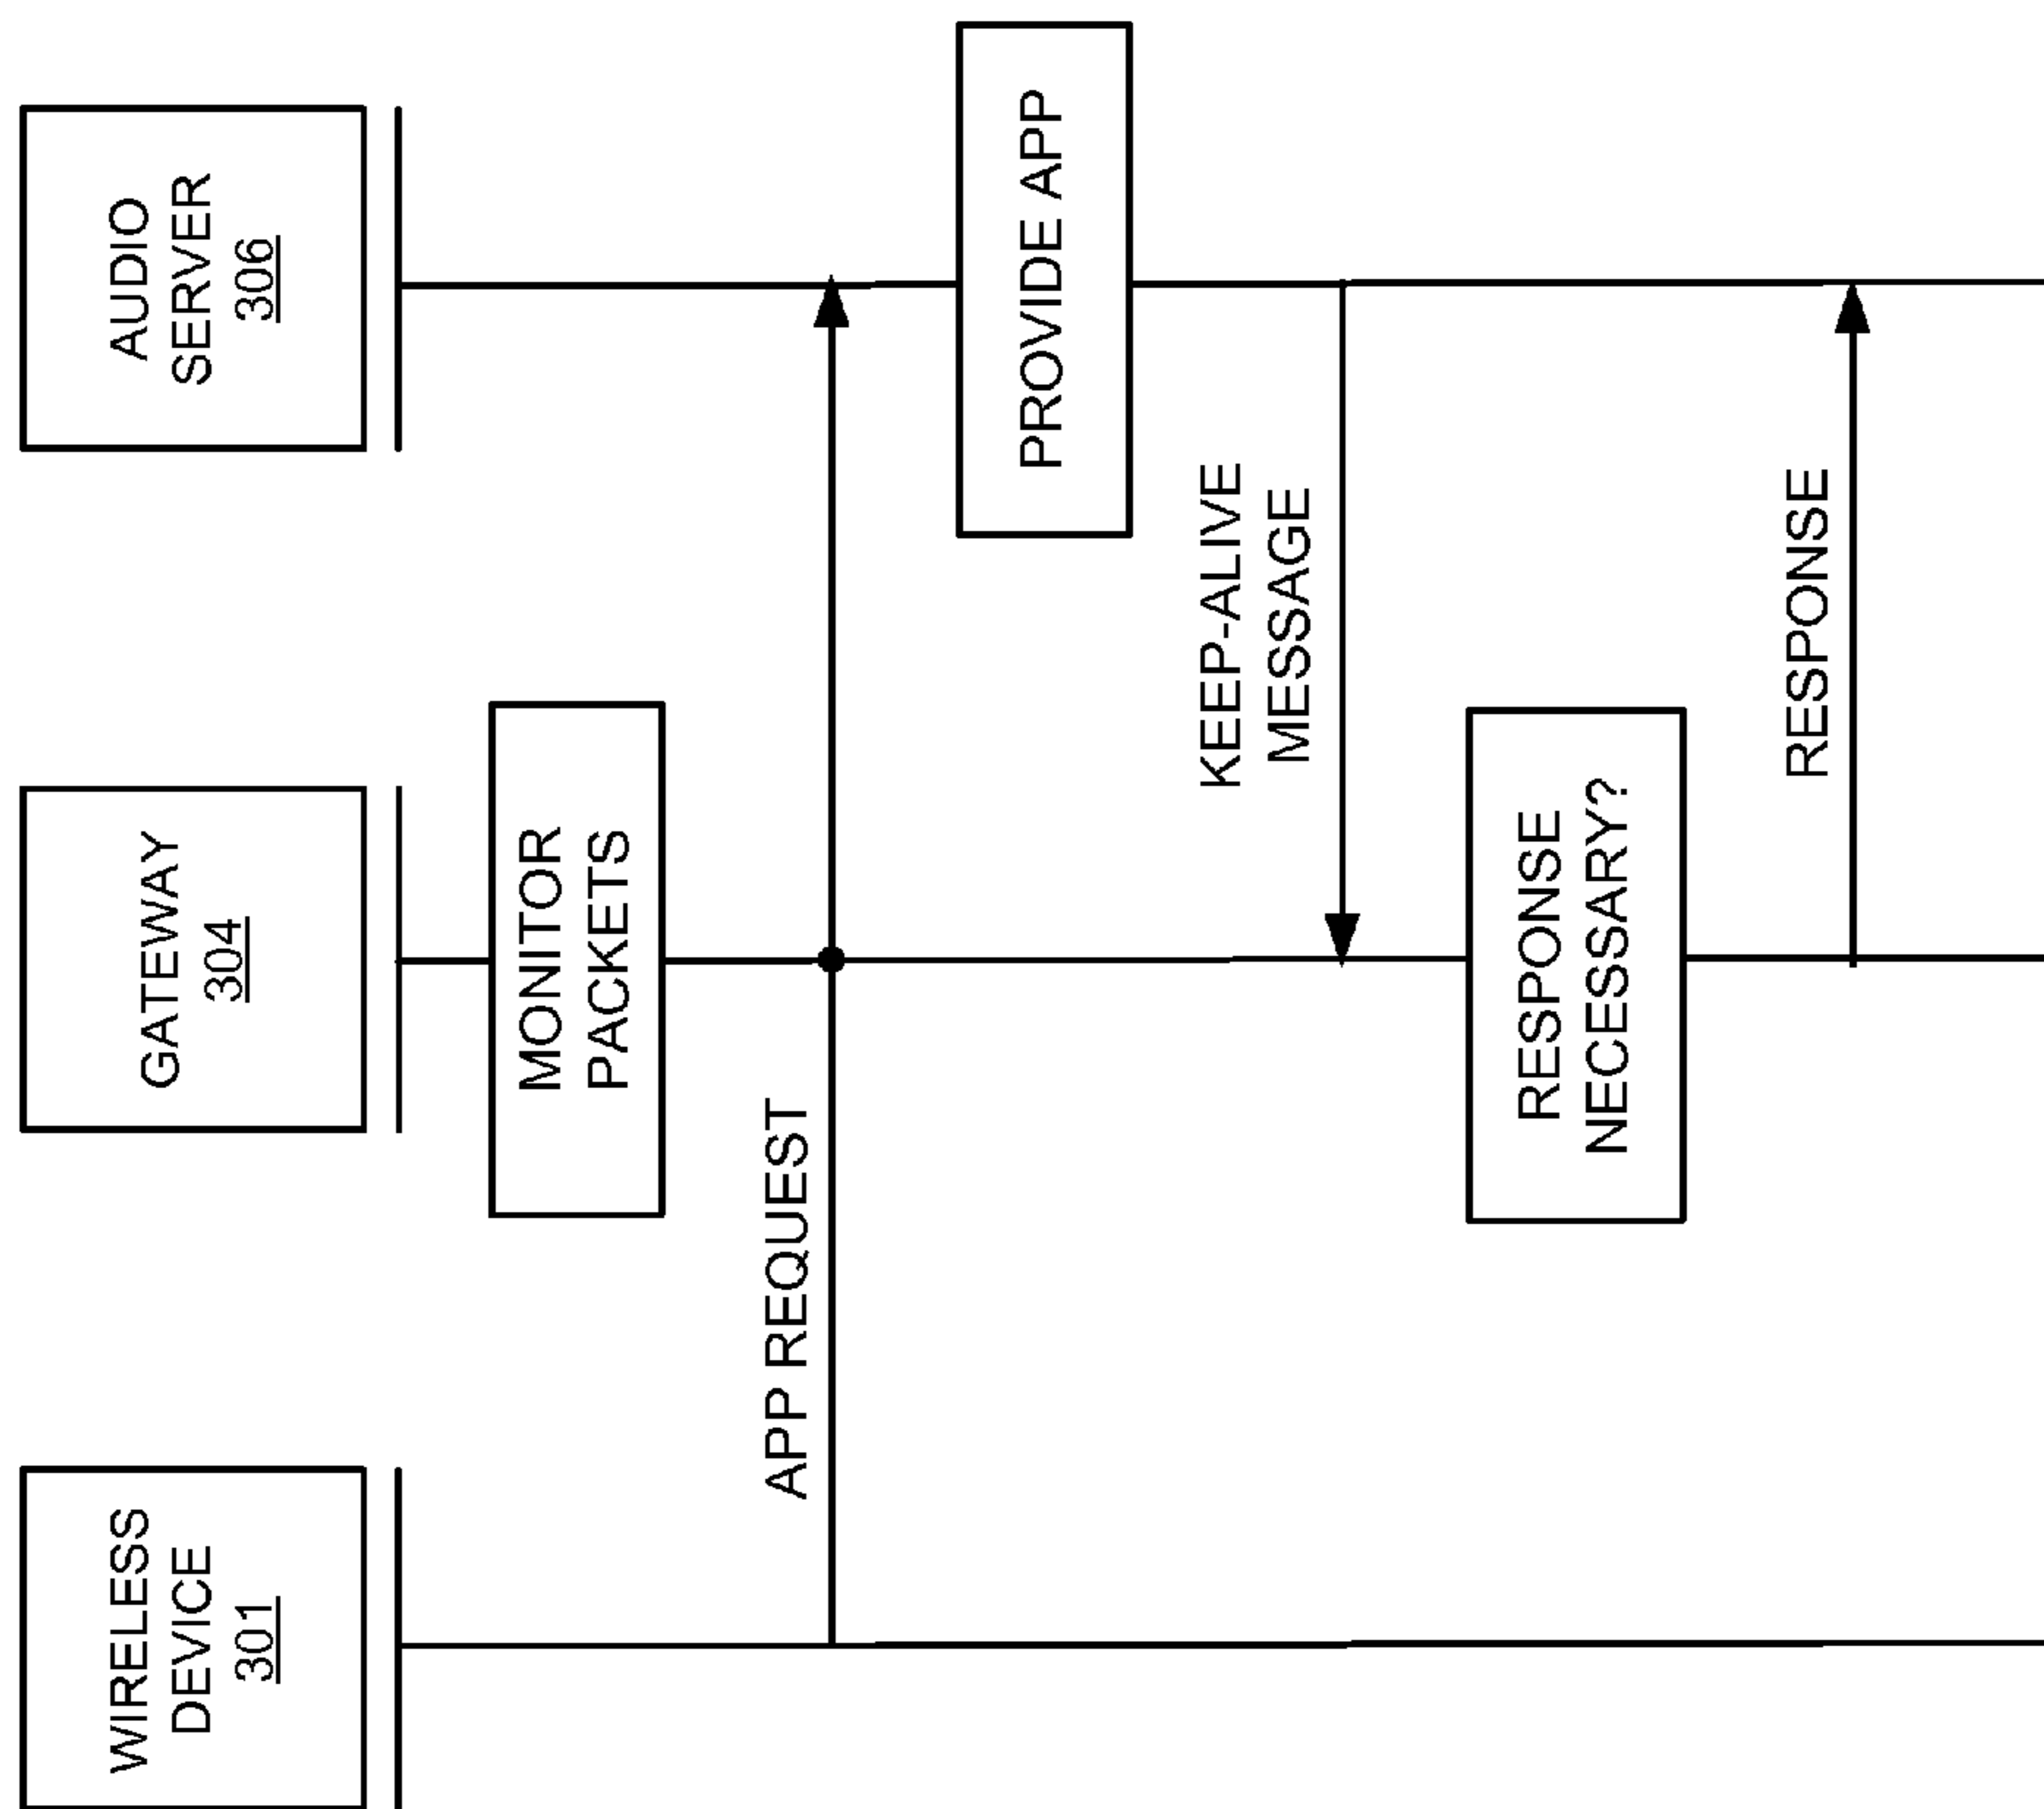 WIRELESS
DEVICE
301
GATEWAY
304
AUDIO
SERVER
306
MONITOR
PACKETS
APP REQUEST
PROVIDE APP
KEEP-ALIVE
MESSAGE
RESPONSE
NECESSARY?
RESPONSE